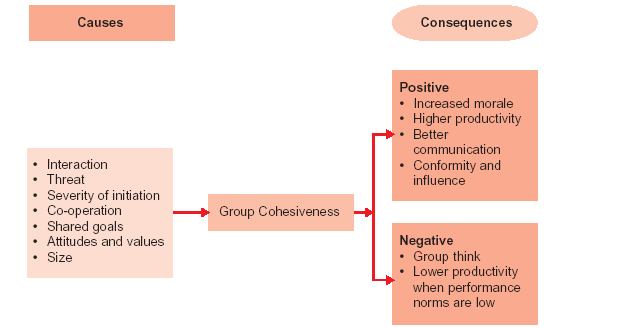 Causes
Consequences
• Interaction
• Threat
• Severity of initiation
• Co-operation
• Shared goals
• Attitudes and values
• Size
Group Cohesiveness
Positive
• Increased morale
• Higher productivity
• Better
communication
• Conformity and
influence
Negative
• Group think
• Lower productivity
when performance
norms are low